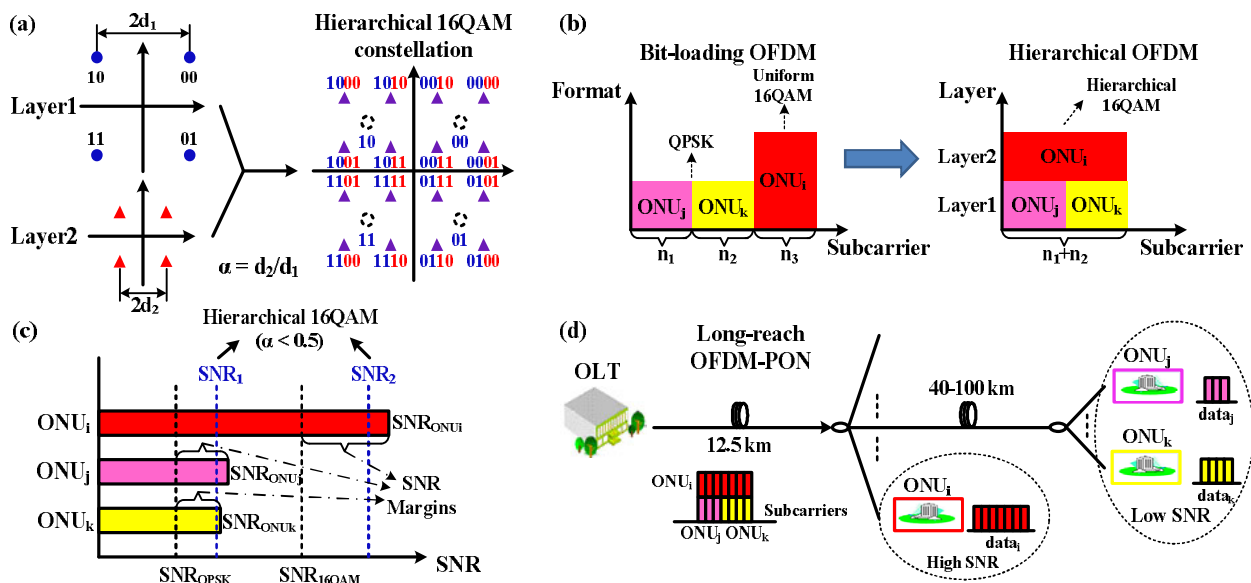 (a)
2d₁
10
00
Layer1
11
01
Layer2
2d₂
α = d₂/d₁
Hierarchical 16QAM
constellation
1000 1010 0010 0000
10 00
1001 1011 0011 0001
1101 1111 0111 0101
11 01
1100 1110 0110 0100
(b)
Bit-loading OFDM
Format
Uniform
16QAM
QPSK
ONUⱼ
ONUₖ
ONUᵢ
Subcarrier
n₁
n₂
n₃
Hierarchical OFDM
Layer
Hierarchical
16QAM
Layer2
ONUᵢ
Layer1
ONUⱼ
ONUₖ
Subcarrier
n₁+n₂
(c)
Hierarchical 16QAM
(α < 0.5)
SNR₁
SNR₂
ONUᵢ
SNR_ONUi
ONUⱼ
SNR_ONUj
SNR
Margins
ONUₖ
SNR_ONUk
SNR
SNR_QPSK
SNR_16QAM
(d)
Long-reach
OFDM-PON
OLT
12.5 km
40-100 km
ONUᵢ
Subcarriers
ONUⱼ ONUₖ
ONUᵢ
dataᵢ
High SNR
ONUⱼ
dataⱼ
ONUₖ
dataₖ
Low SNR